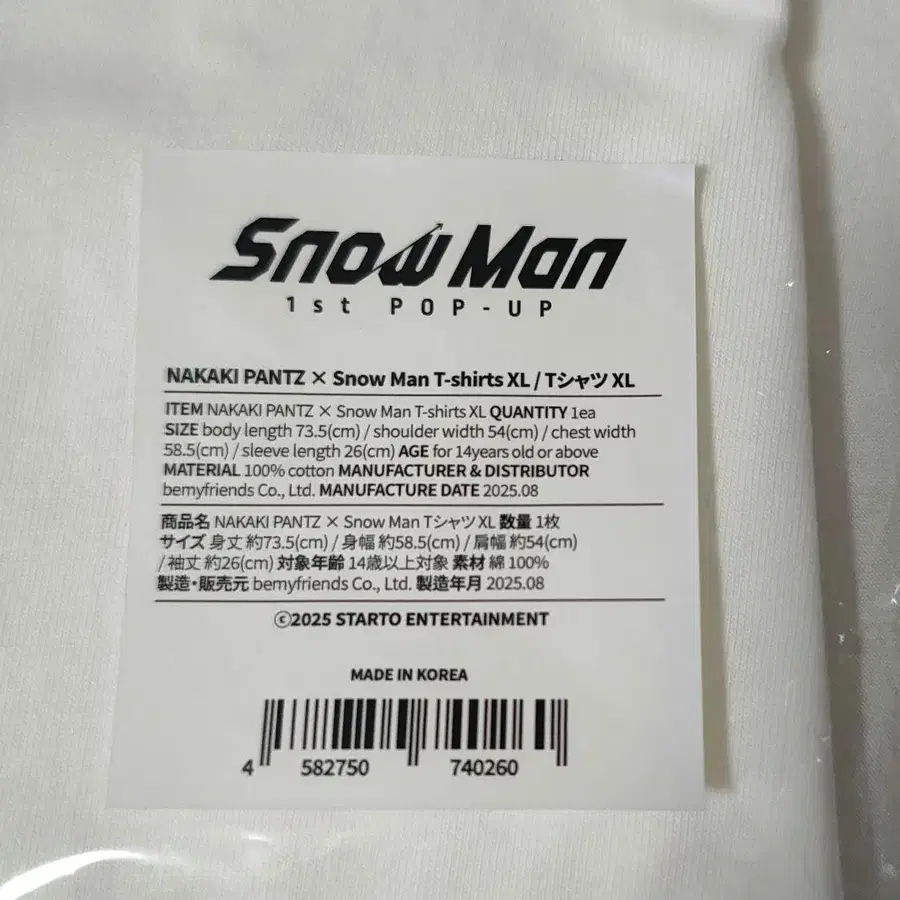 Snow Man
1st POP-UP
NAKAKI PANTZ × Snow Man T-shirts XL / Tシャツ XL
ITEM NAKAKI PANTZ × Snow Man T-shirts XL QUANTITY 1ea
SIZE body length 73.5(cm) / shoulder width 54(cm) / chest width
58.5(cm) / sleeve length 26(cm) AGE for 14years old or above
MATERIAL 100% cotton MANUFACTURER & DISTRIBUTOR
bemyfriends Co., Ltd. MANUFACTURE DATE 2025.08
商品名 NAKAKI PANTZ × Snow Man Tシャツ XL 数量 1枚
サイズ 身丈 約73.5(cm) / 身幅 約58.5(cm) / 肩幅 約54(cm)
/ 袖丈 約26(cm) 対象年齢 14歳以上対象 素材 綿 100%
製造・販売元 bemyfriends Co., Ltd. 製造年月 2025.08
©2025 STARTO ENTERTAINMENT
MADE IN KOREA
4 582750 740260